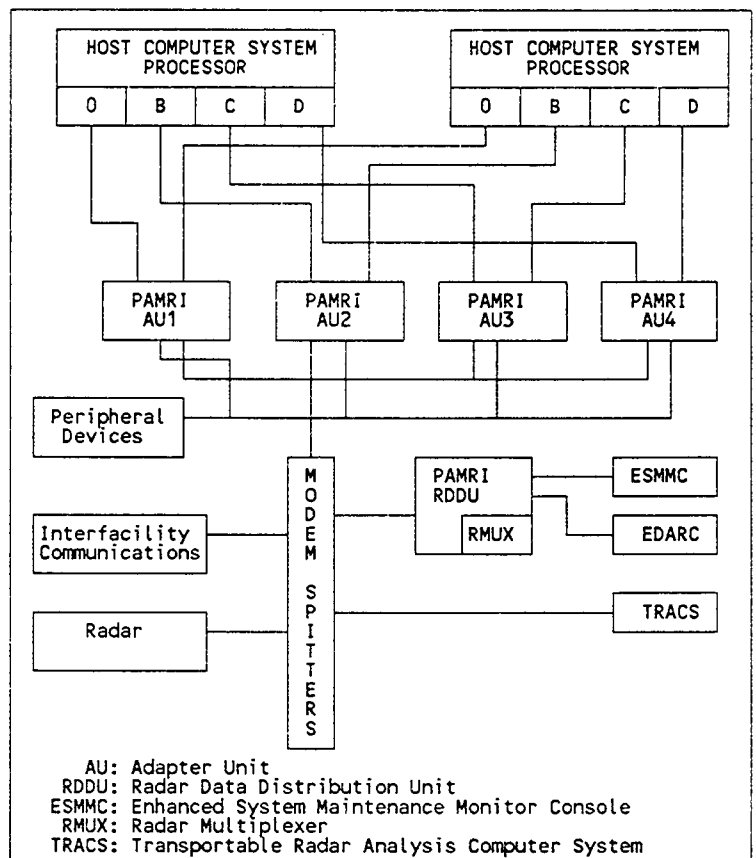 HOST COMPUTER SYSTEM
PROCESSOR
O B C D
HOST COMPUTER SYSTEM
PROCESSOR
O B C D
PAMRI
AU1
PAMRI
AU2
PAMRI
AU3
PAMRI
AU4
Peripheral
Devices
Interfacility
Communications
Radar
MODEM SPITTERS
PAMRI
RDDU
RMUX
ESMMC
EDARC
TRACS
AU: Adapter Unit
RDDU: Radar Data Distribution Unit
ESMMC: Enhanced System Maintenance Monitor Console
RMUX: Radar Multiplexer
TRACS: Transportable Radar Analysis Computer System